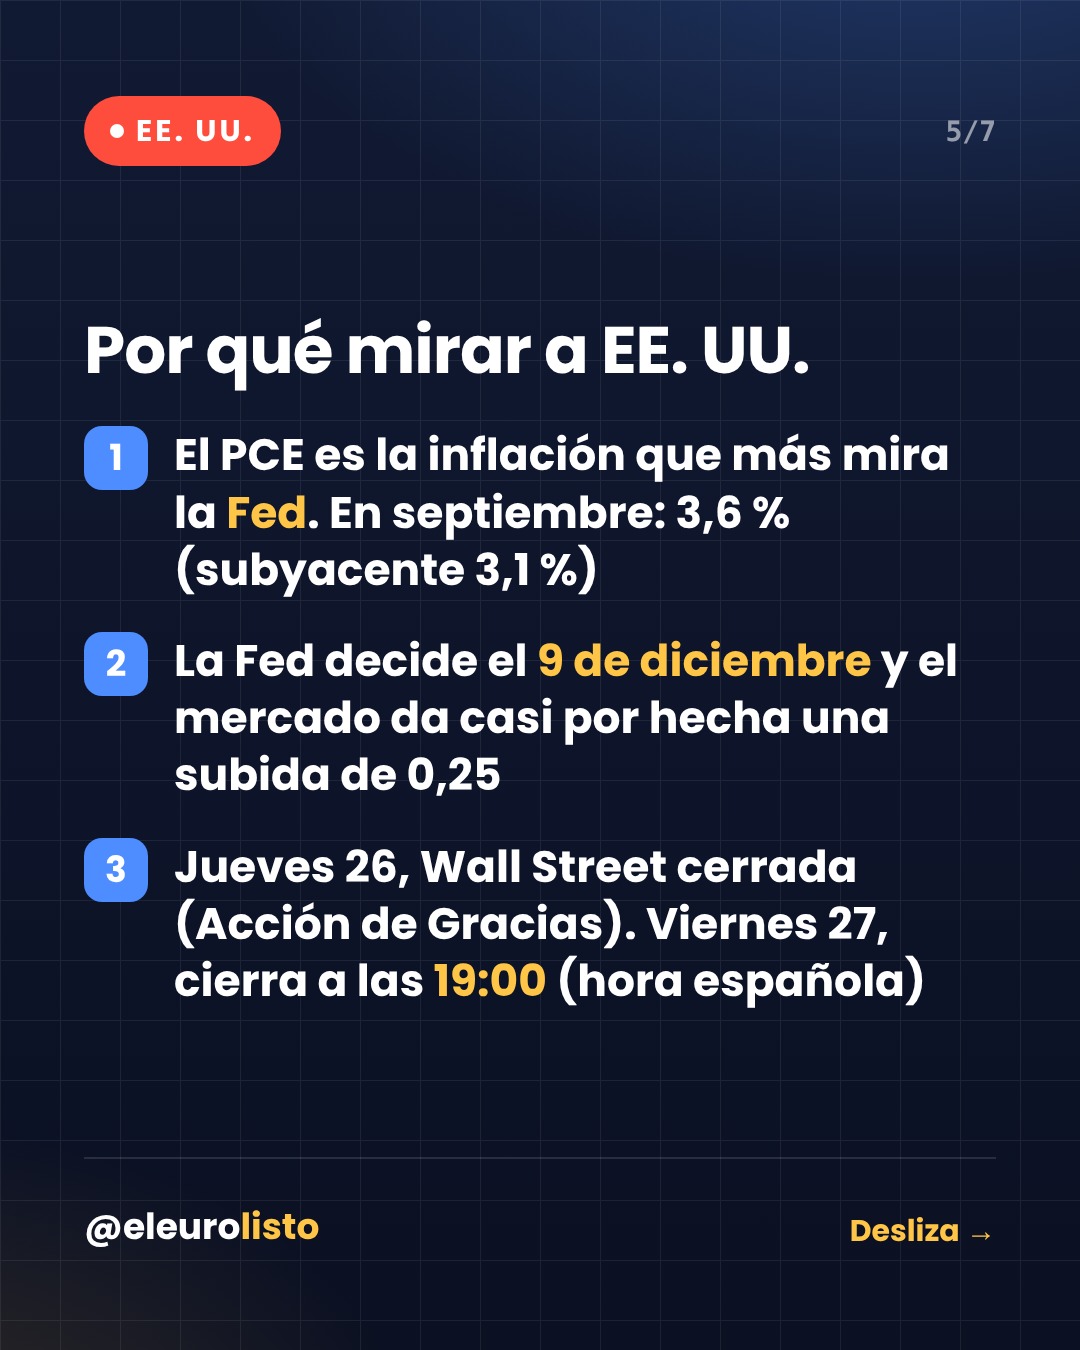 EE. UU.
5/7
Por qué mirar a EE. UU.
1
El PCE es la inflación que más mira
la Fed. En septiembre: 3,6 %
(subyacente 3,1 %)
2
La Fed decide el 9 de diciembre y el
mercado da casi por hecha una
subida de 0,25
3
Jueves 26, Wall Street cerrada
(Acción de Gracias). Viernes 27,
cierra a las 19:00 (hora española)
@eleurolisto
Desliza →